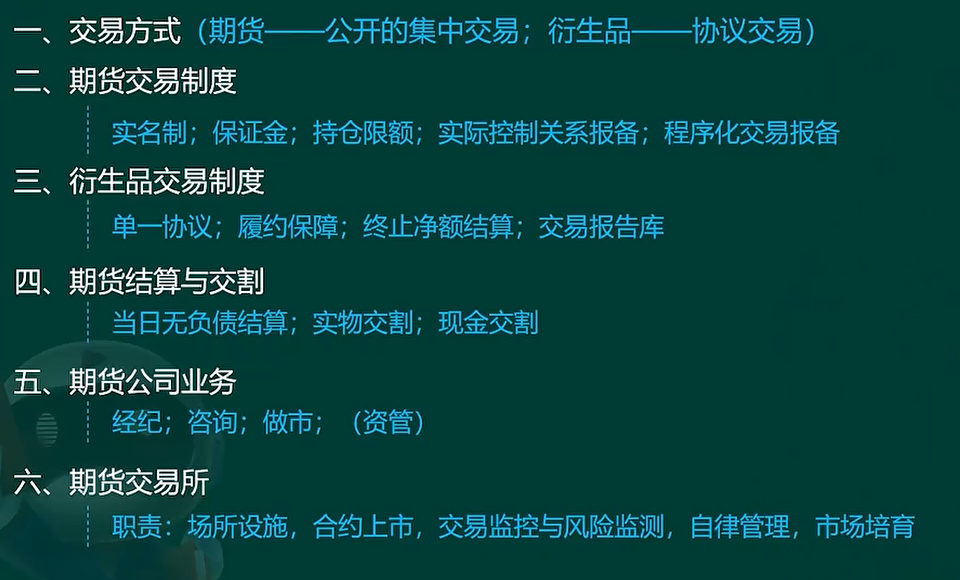 一、交易方式（期货——公开的集中交易；衍生品——协议交易）
二、期货交易制度
实名制；保证金；持仓限额；实际控制关系报备；程序化交易报备
三、衍生品交易制度
单一协议；履约保障；终止净额结算；交易报告库
四、期货结算与交割
当日无负债结算；实物交割；现金交割
五、期货公司业务
经纪；咨询；做市；（资管）
六、期货交易所
职责：场所设施，合约上市，交易监控与风险监测，自律管理，市场培育